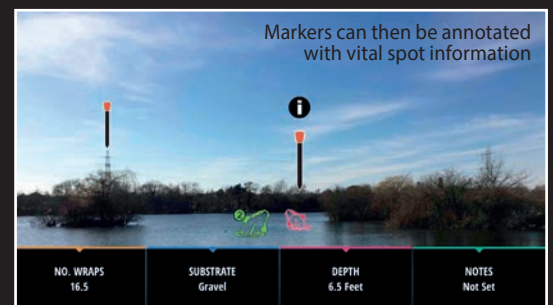 Markers can then be annotated
with vital spot information
i
2
NO. WRAPS
16.5
SUBSTRATE
Gravel
DEPTH
6.5 Feet
NOTES
Not Set